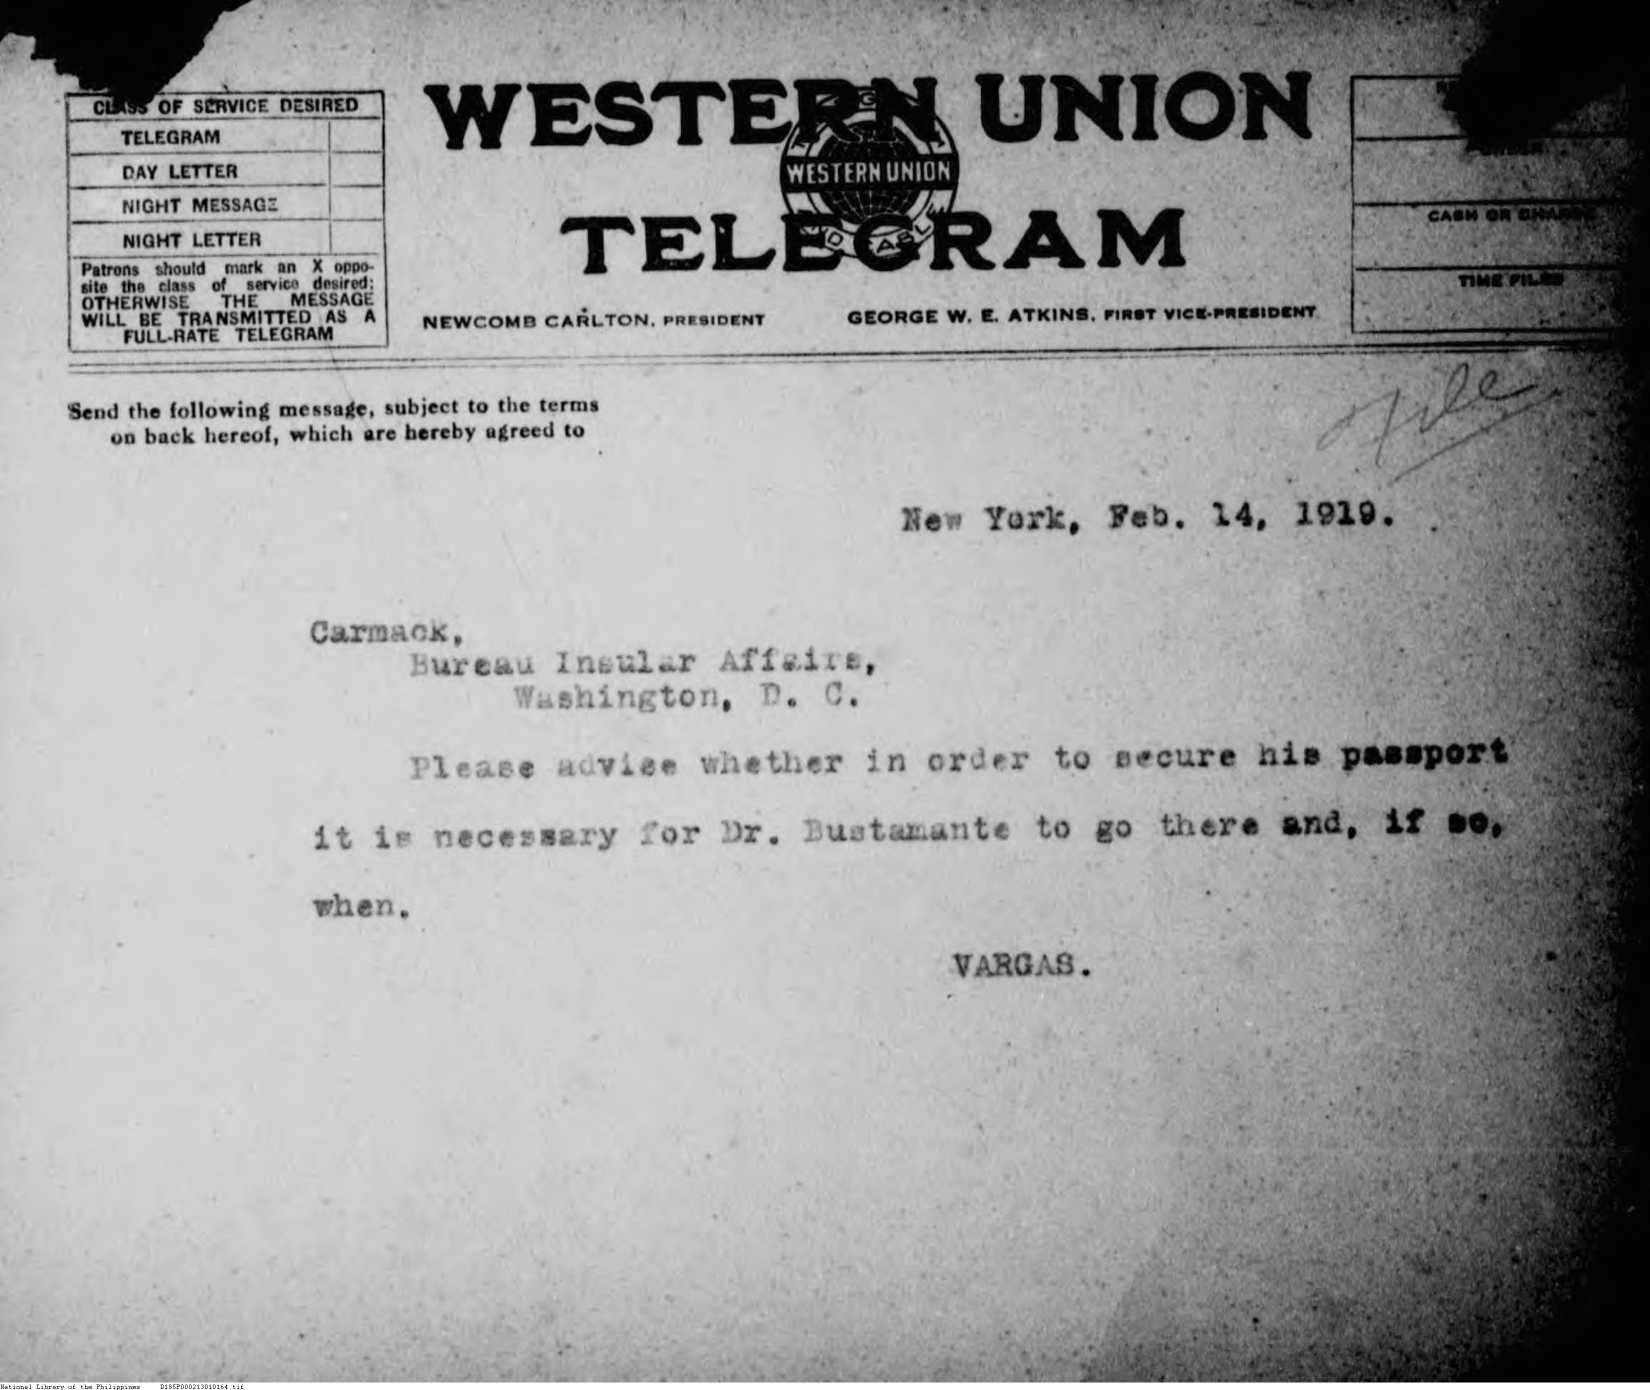 CLASS OF SERVICE DESIRED
TELEGRAM
DAY LETTER
NIGHT MESSAGE
NIGHT LETTER
Patrons should mark an X oppo-
site the class of service desired;
OTHERWISE THE MESSAGE
WILL BE TRANSMITTED AS A
FULL-RATE TELEGRAM
WESTERN UNION
WESTERN UNION
TELEGRAM
NEWCOMB CARLTON, PRESIDENT
GEORGE W. E. ATKINS, FIRST VICE-PRESIDENT
CASH OR CHARGE
TIME FILED
Send the following message, subject to the terms
on back hereof, which are hereby agreed to
File
New York, Feb. 14, 1919.
Carmack,
Bureau Insular Affairs,
Washington, D. C.
Please advise whether in order to secure his passport
it is necessary for Dr. Bustamante to go there and, if so,
when.
VARGAS.
National Library of the Philippines D185P000213010164.tif